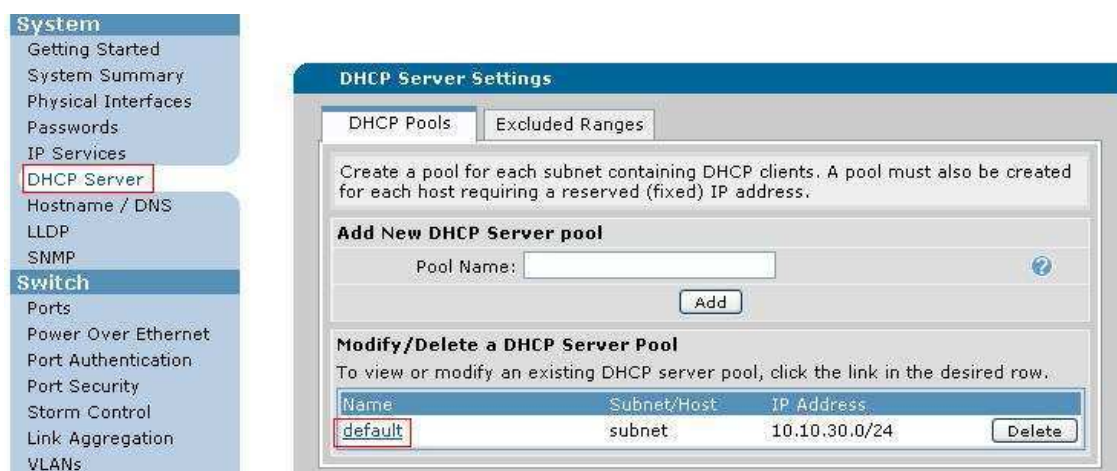 System
Getting Started
System Summary
Physical Interfaces
Passwords
IP Services
DHCP Server
Hostname / DNS
LLDP
SNMP
Switch
Ports
Power Over Ethernet
Port Authentication
Port Security
Storm Control
Link Aggregation
VLANs
DHCP Server Settings
DHCP Pools Excluded Ranges
Create a pool for each subnet containing DHCP clients. A pool must also be created
for each host requiring a reserved (fixed) IP address.
Add New DHCP Server pool
Pool Name: ?
Add
Modify/Delete a DHCP Server Pool
To view or modify an existing DHCP server pool, click the link in the desired row.
Name Subnet/Host IP Address
default subnet 10.10.30.0/24 Delete